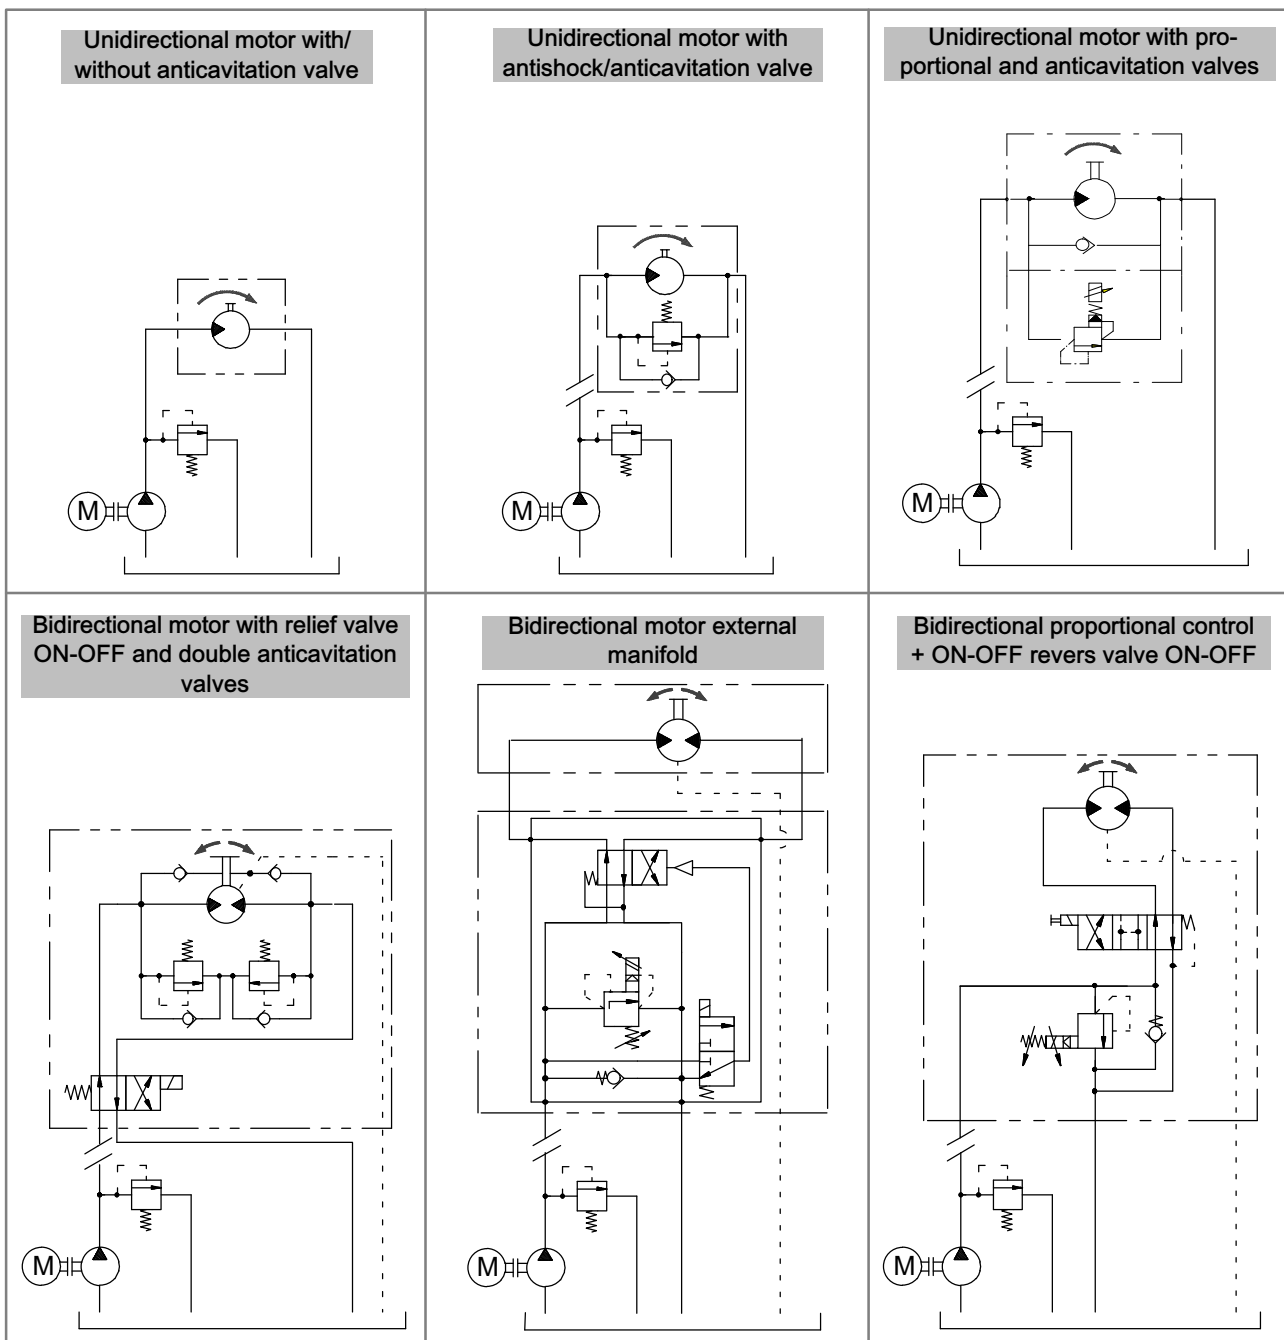 Unidirectional motor with/
without anticavitation valve
Unidirectional motor with
antishock/anticavitation valve
Unidirectional motor with pro-
portional and anticavitation valves
M
M
M
Bidirectional motor with relief valve
ON-OFF and double anticavitation
valves
Bidirectional motor external
manifold
Bidirectional proportional control
+ ON-OFF revers valve ON-OFF
M
M
M